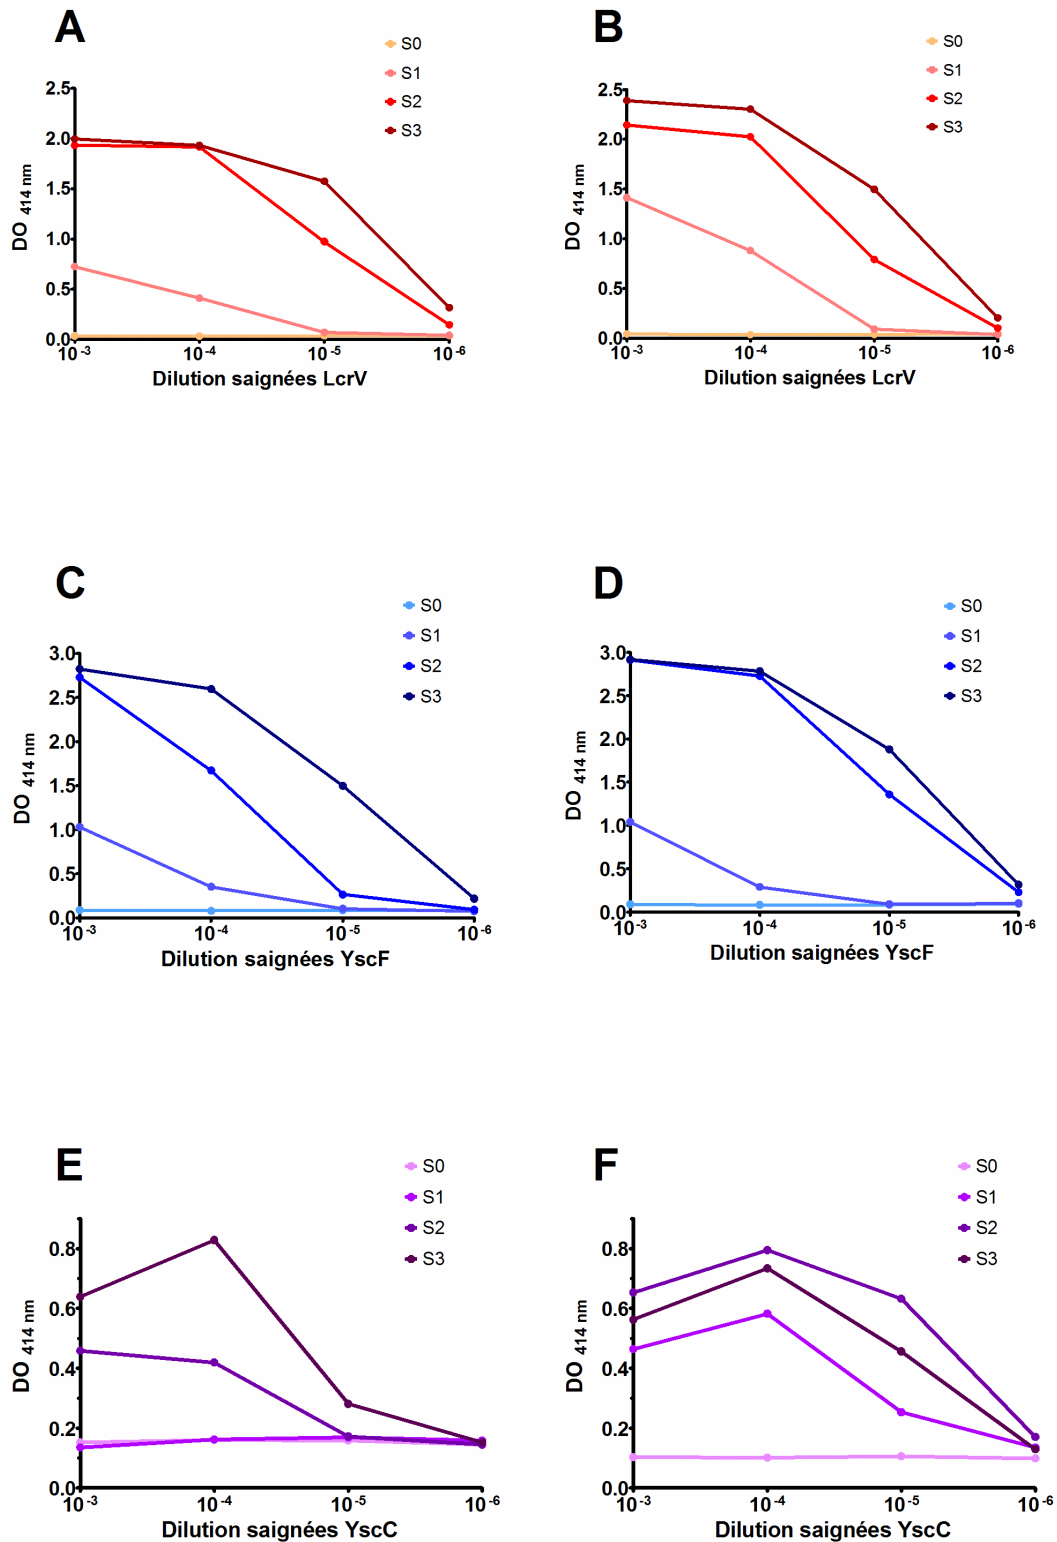 A
S0
S1
S2
S3
2.5
2.0
1.5
1.0
0.5
0.0
DO 414 nm
10-3 10-4 10-5 10-6
Dilution saignées LcrV
B
S0
S1
S2
S3
2.5
2.0
1.5
1.0
0.5
0.0
DO 414 nm
10-3 10-4 10-5 10-6
Dilution saignées LcrV
C
S0
S1
S2
S3
3.0
2.5
2.0
1.5
1.0
0.5
0.0
DO 414 nm
10-3 10-4 10-5 10-6
Dilution saignées YscF
D
S0
S1
S2
S3
3.0
2.5
2.0
1.5
1.0
0.5
0.0
DO 414 nm
10-3 10-4 10-5 10-6
Dilution saignées YscF
E
S0
S1
S2
S3
0.8
0.6
0.4
0.2
0.0
DO 414 nm
10-3 10-4 10-5 10-6
Dilution saignées YscC
F
S0
S1
S2
S3
0.8
0.6
0.4
0.2
0.0
DO 414 nm
10-3 10-4 10-5 10-6
Dilution saignées YscC